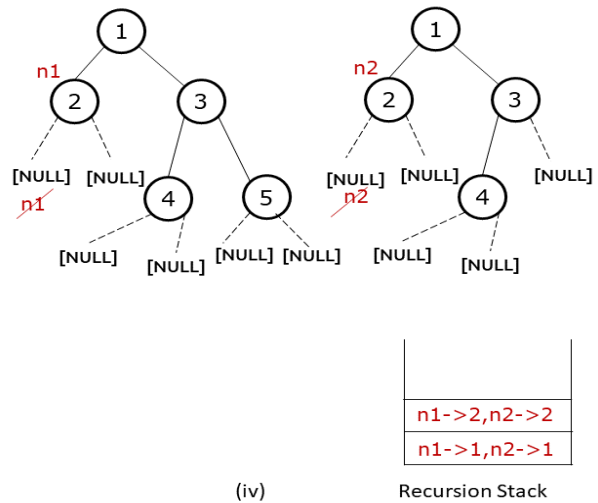 1 1
n1 n2
2 3 2 3
[NULL] [NULL] [NULL] [NULL] [NULL]
n1 4 5 n2 4
[NULL] [NULL] [NULL] [NULL] [NULL] [NULL]
n1->2,n2->2
n1->1,n2->1
(iv) Recursion Stack